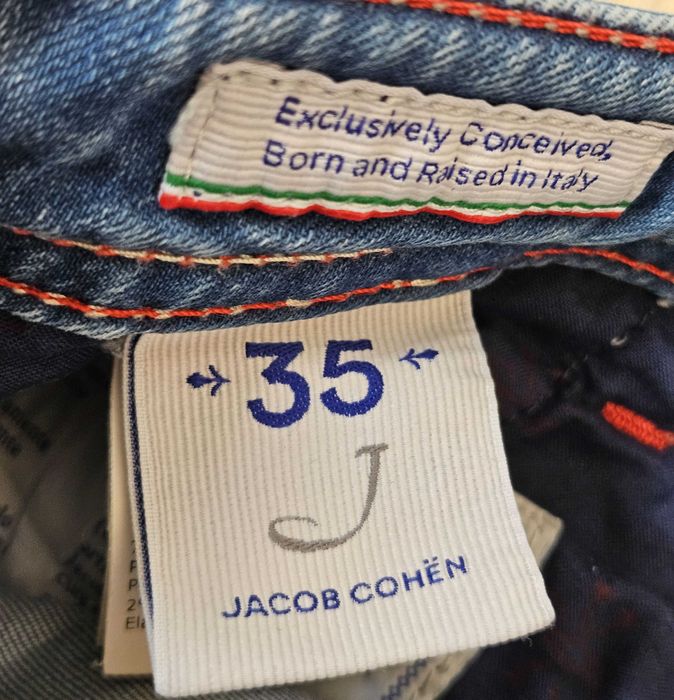 Exclusively Conceived,
Born and Raised in Italy
35
J
JACOB COHËN